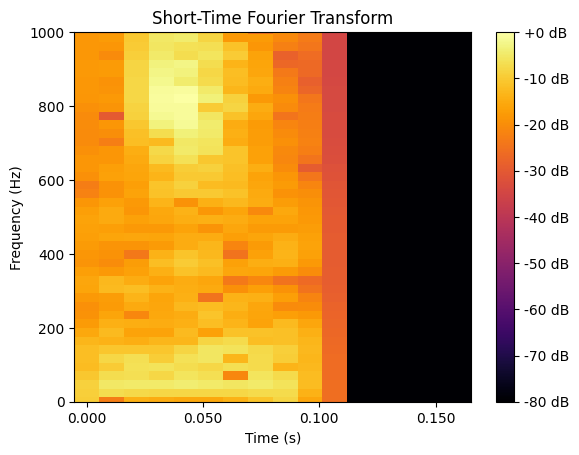 Short-Time Fourier Transform
Frequency (Hz)
1000
800
600
400
200
0
0.000
0.050
0.100
0.150
Time (s)
+0 dB
-10 dB
-20 dB
-30 dB
-40 dB
-50 dB
-60 dB
-70 dB
-80 dB